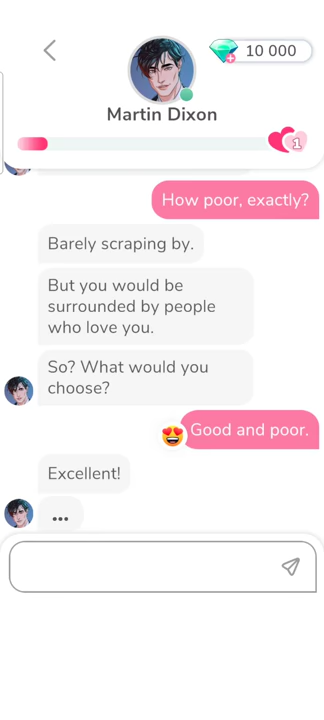 10 000
Martin Dixon
1
How poor, exactly?
Barely scraping by.
But you would be
surrounded by people
who love you.
So? What would you
choose?
Good and poor.
Excellent!
...